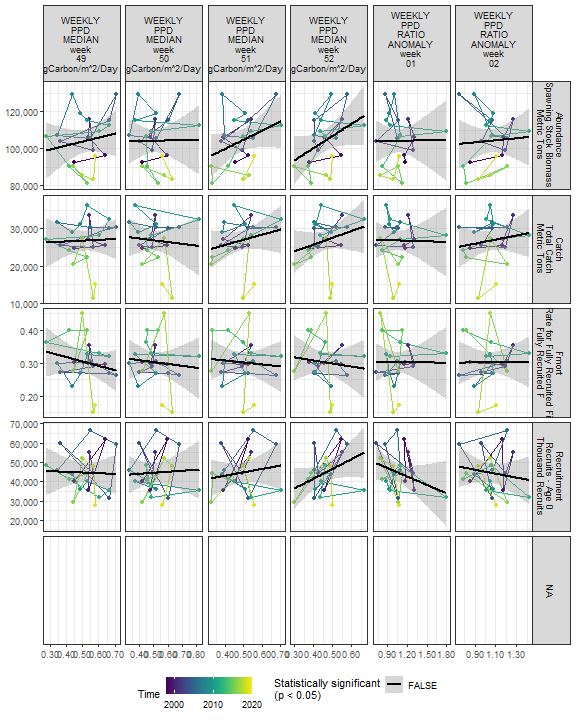 WEEKLY
PPD
MEDIAN
week
49
gCarbon/m^2/Day
WEEKLY
PPD
MEDIAN
week
50
gCarbon/m^2/Day
WEEKLY
PPD
MEDIAN
week
51
gCarbon/m^2/Day
WEEKLY
PPD
MEDIAN
week
52
gCarbon/m^2/Day
WEEKLY
PPD
RATIO
ANOMALY
week
01
WEEKLY
PPD
RATIO
ANOMALY
week
02
120,000
100,000
80,000
Abundance
Spawning Stock Biomass
Metric Tons
30,000
20,000
10,000
Catch
Total Catch
Metric Tons
0.40
0.30
0.20
Fmort
Rate for Fully Recruited Fi
Fully Recruited F
70,000
60,000
50,000
40,000
30,000
20,000
Recruitment
Recruits - Age 0
Thousand Recruits
NA
0.30 0.40 0.50 0.60 0.70
0.40 0.50 0.60 0.70 0.80
0.40 0.50 0.60 0.70
0.30 0.40 0.50 0.60
0.90 1.20 1.50 1.80
0.90 1.10 1.30
Time
2000 2010 2020
Statistically significant
(p < 0.05)
FALSE